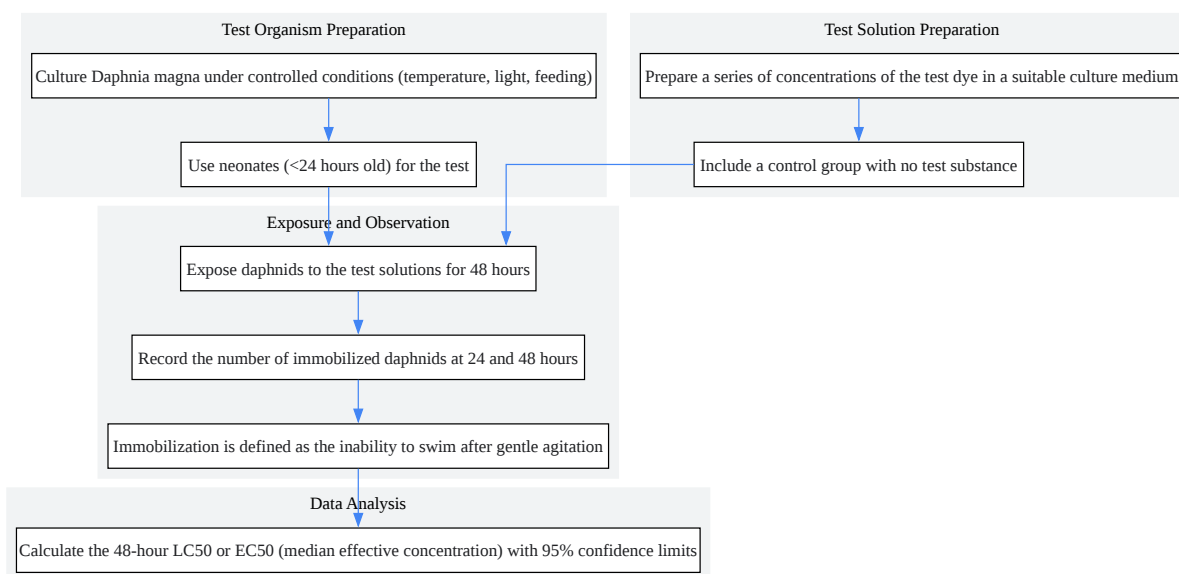 Test Organism Preparation
Culture Daphnia magna under controlled conditions (temperature, light, feeding)
Use neonates (<24 hours old) for the test
Test Solution Preparation
Prepare a series of concentrations of the test dye in a suitable culture medium
Include a control group with no test substance
Exposure and Observation
Expose daphnids to the test solutions for 48 hours
Record the number of immobilized daphnids at 24 and 48 hours
Immobilization is defined as the inability to swim after gentle agitation
Data Analysis
Calculate the 48-hour LC50 or EC50 (median effective concentration) with 95% confidence limits